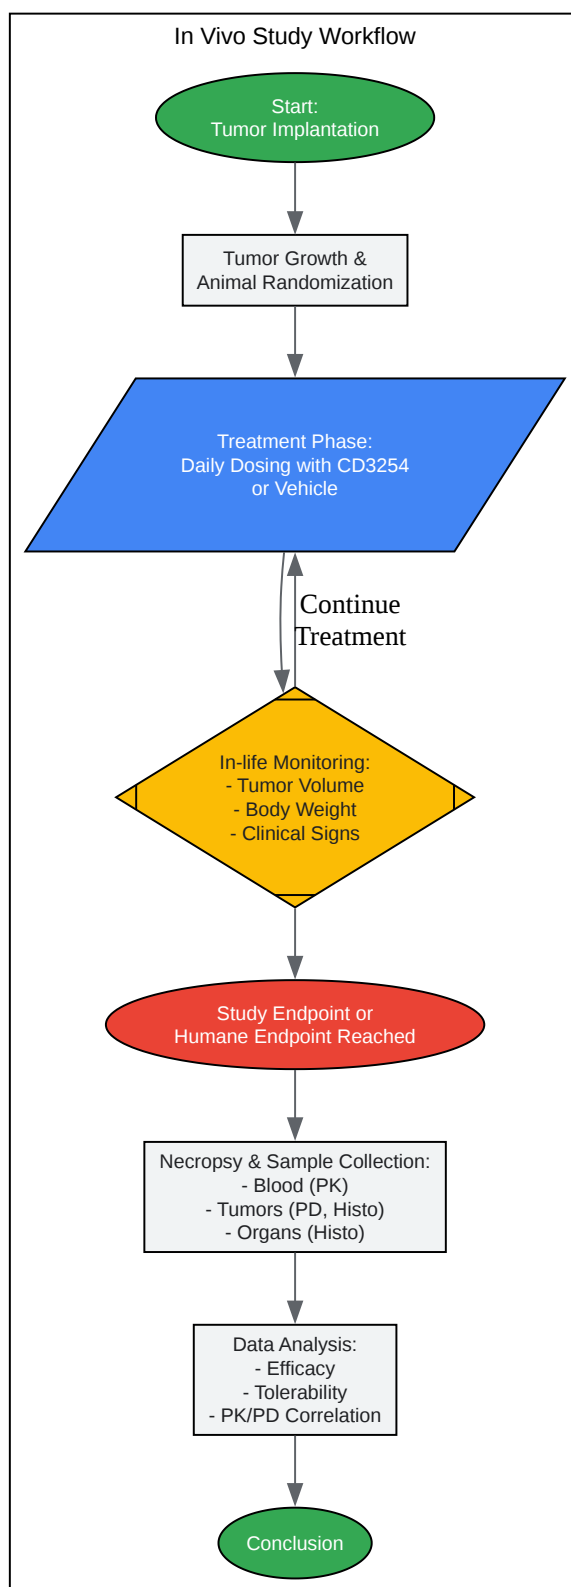 In Vivo Study Workflow
Start:
Tumor Implantation
Tumor Growth &
Animal Randomization
Treatment Phase:
Daily Dosing with CD3254
or Vehicle
Continue
Treatment
In-life Monitoring:
- Tumor Volume
- Body Weight
- Clinical Signs
Study Endpoint or
Humane Endpoint Reached
Necropsy & Sample Collection:
- Blood (PK)
- Tumors (PD, Histo)
- Organs (Histo)
Data Analysis:
- Efficacy
- Tolerability
- PK/PD Correlation
Conclusion